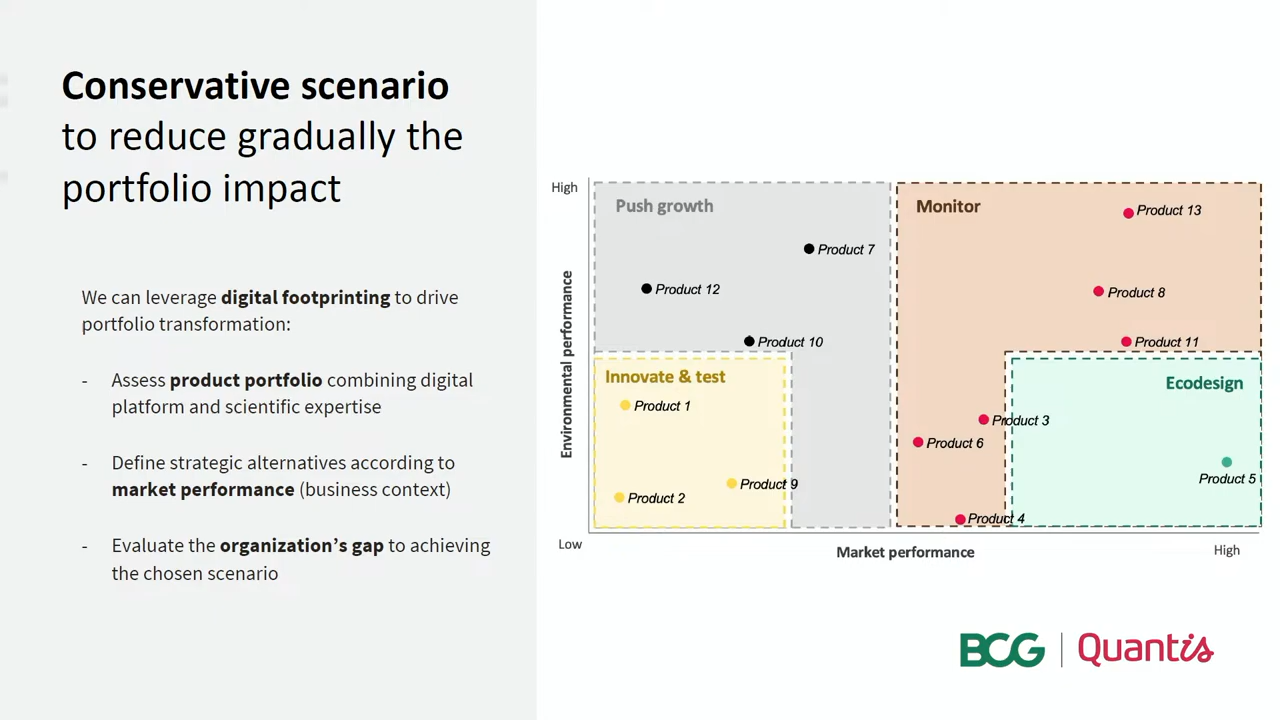 Conservative scenario
to reduce gradually the
portfolio impact
We can leverage digital footprinting to drive
portfolio transformation:
- Assess product portfolio combining digital
platform and scientific expertise
- Define strategic alternatives according to
market performance (business context)
- Evaluate the organization’s gap to achieving
the chosen scenario
High
Environmental performance
Low
Push growth
Product 7
Product 12
Product 10
Innovate & test
Product 1
Product 9
Product 2
Monitor
Product 13
Product 8
Product 11
Product 3
Product 6
Product 4
Ecodesign
Product 5
Market performance
High
BCG | Quantis